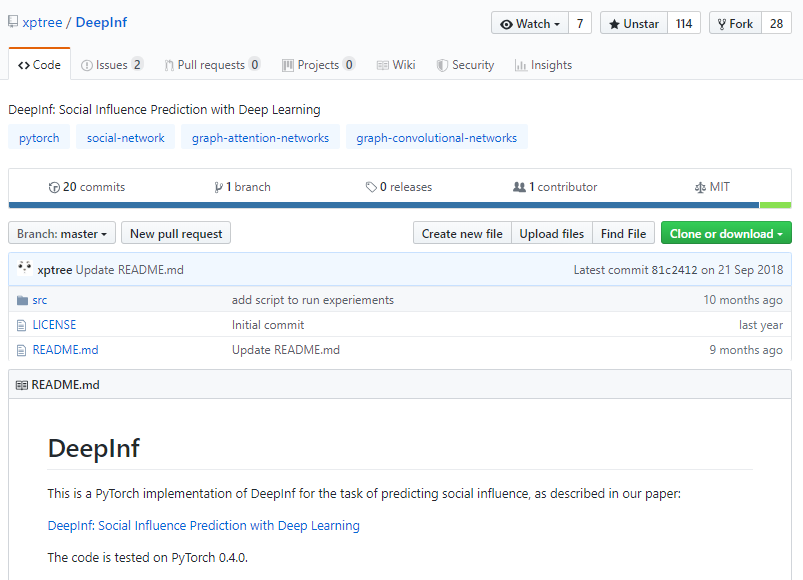 xptree / DeepInf
Watch 7 Unstar 114 Fork 28
Code Issues 2 Pull requests 0 Projects 0 Wiki Security Insights
DeepInf: Social Influence Prediction with Deep Learning
pytorch social-network graph-attention-networks graph-convolutional-networks
20 commits 1 branch 0 releases 1 contributor MIT
Branch: master New pull request Create new file Upload files Find File Clone or download
xptree Update README.md Latest commit 81c2412 on 21 Sep 2018
src add script to run experiements 10 months ago
LICENSE Initial commit last year
README.md Update README.md 9 months ago
README.md
DeepInf
This is a PyTorch implementation of DeepInf for the task of predicting social influence, as described in our paper:
DeepInf: Social Influence Prediction with Deep Learning
The code is tested on PyTorch 0.4.0.